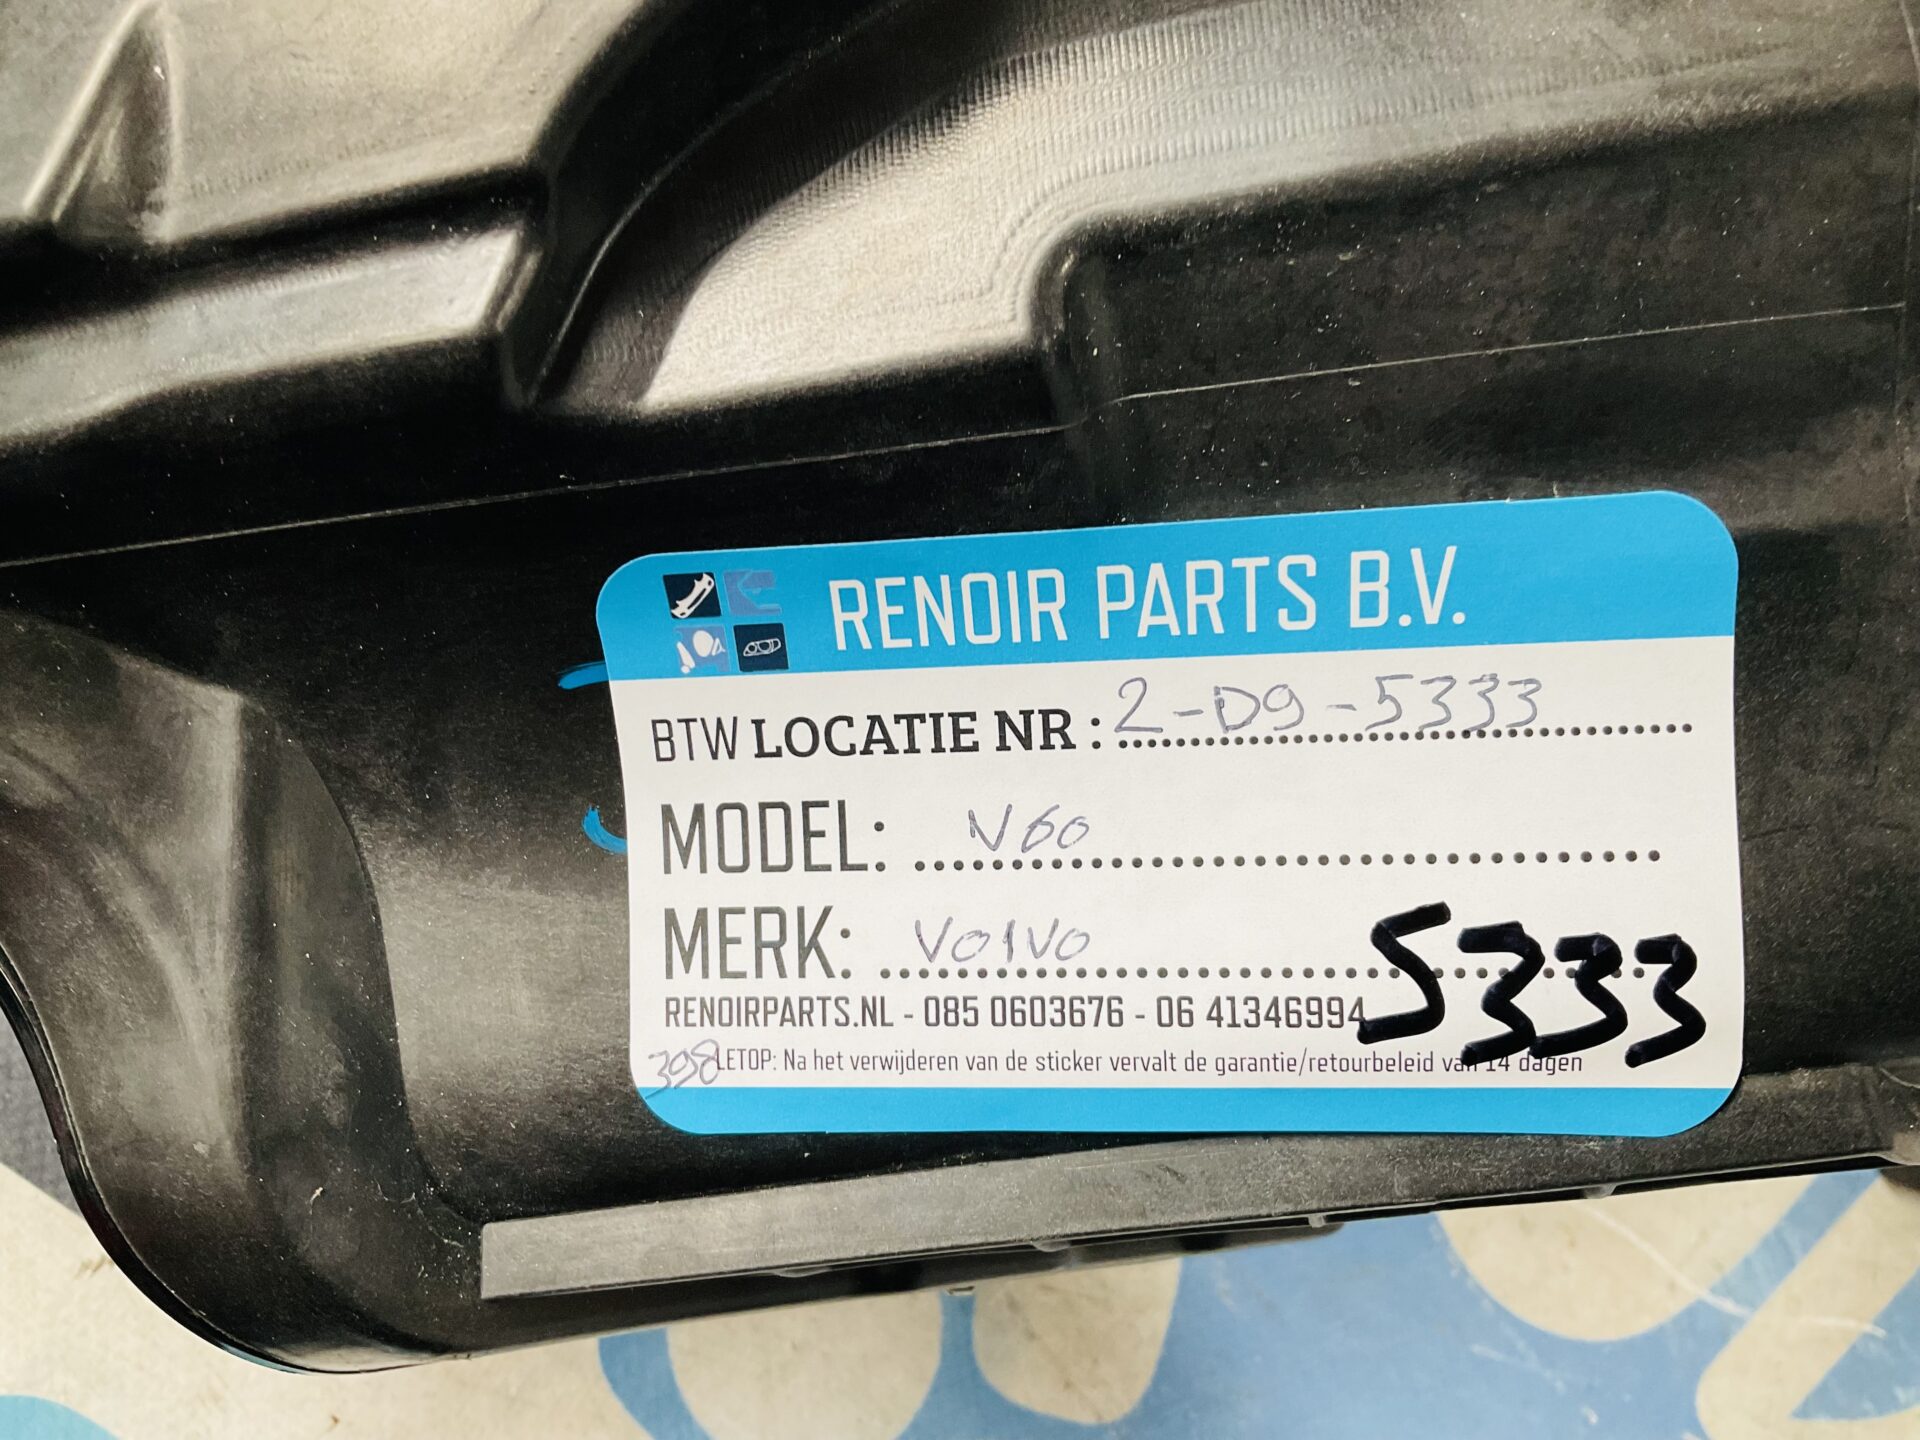 RENOIR PARTS B.V.
BTW LOCATIE NR : 2-D9-5333
MODEL: V60
MERK: VOlVO
5333
RENOIRPARTS.NL - 085 0603676 - 06 41346994
398 LETOP: Na het verwijderen van de sticker vervalt de garantie/retourbeleid van 14 dagen